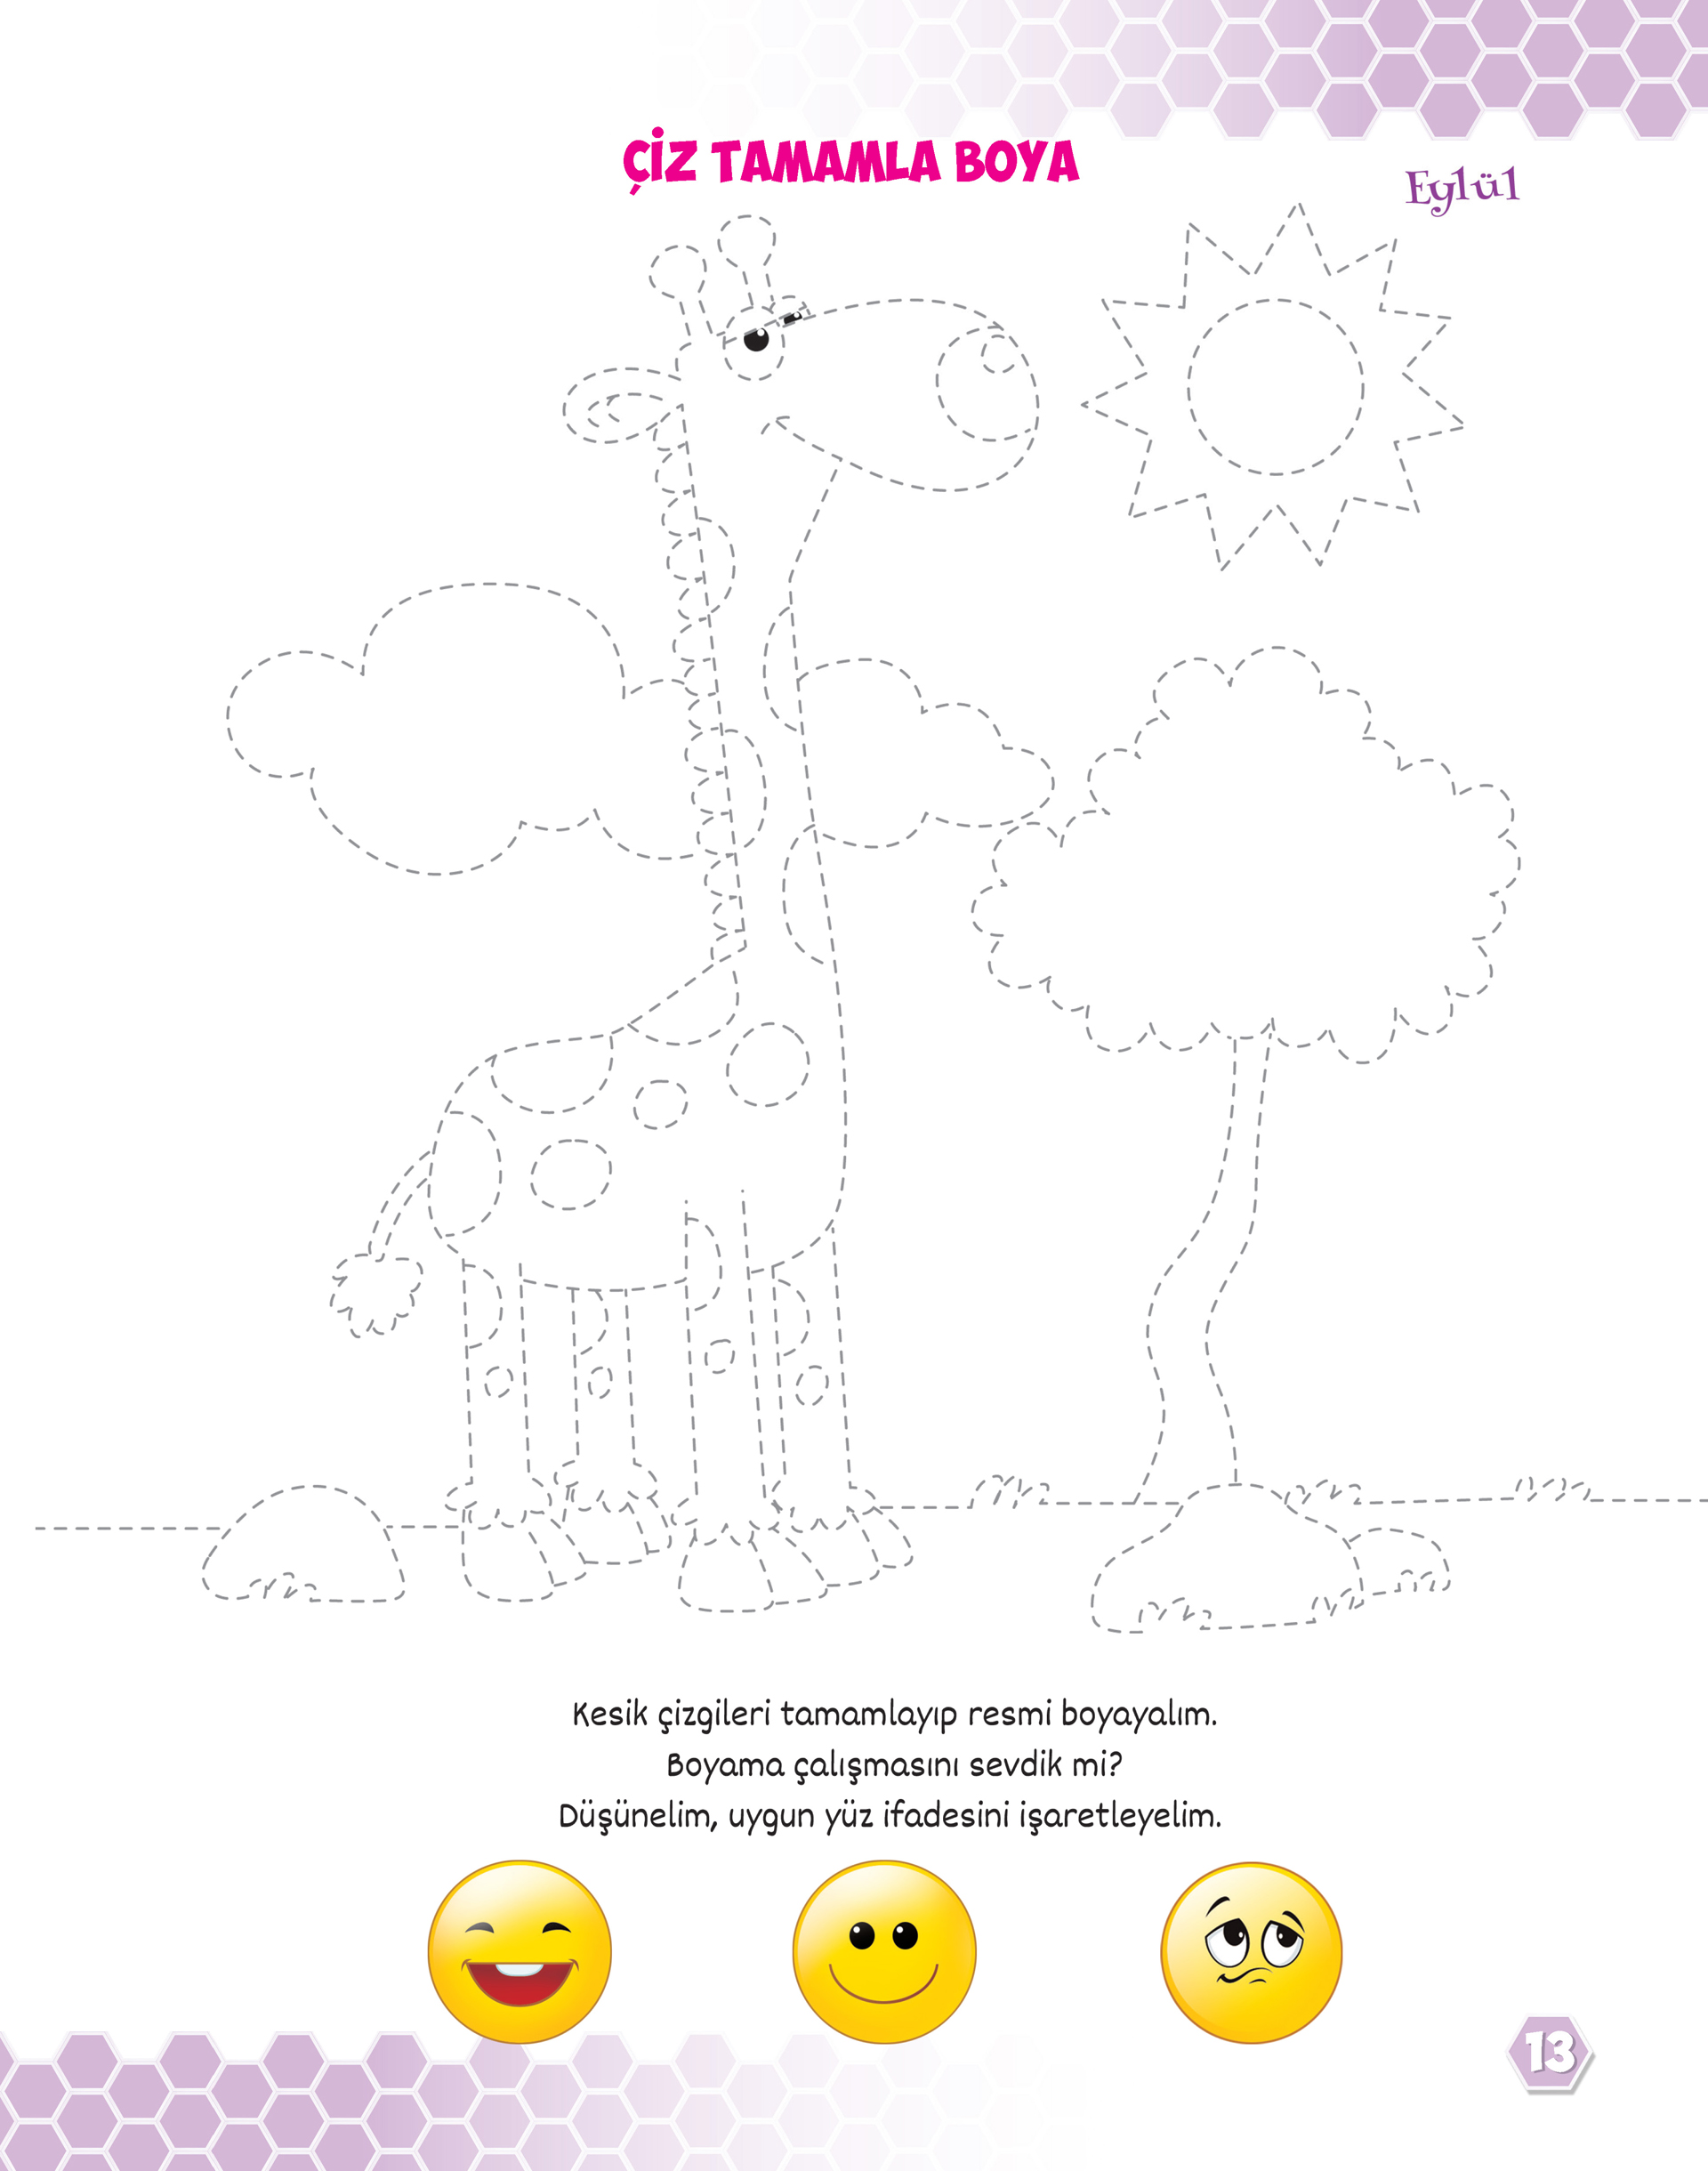 ÇİZ TAMAMLA BOYA
Eylül
Kesik çizgileri tamamlayıp resmi boyayalım.
Boyama çalışmasını sevdik mi?
Düşünelim, uygun yüz ifadesini işaretleyelim.
13